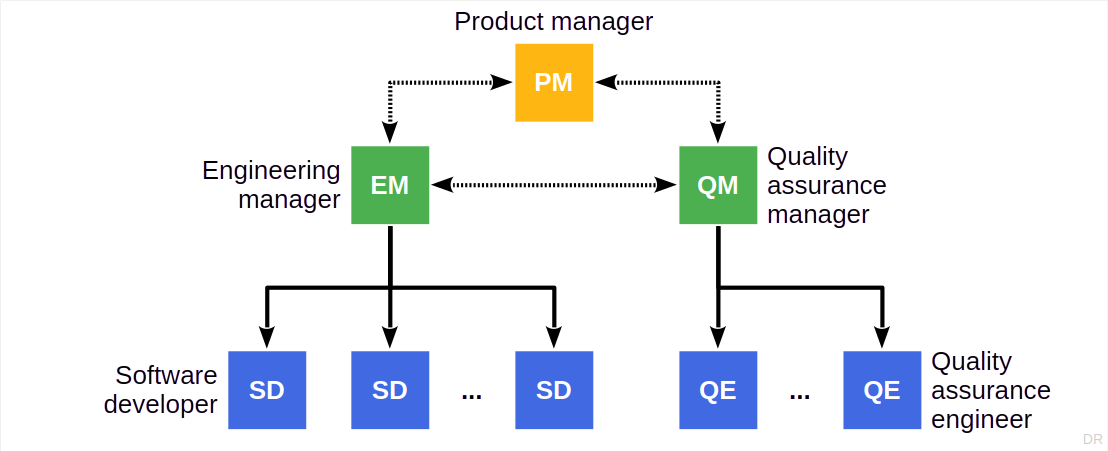 Product manager
PM
Engineering
manager
EM
QM
Quality
assurance
manager
Software
developer
SD
SD
...
SD
QE
...
QE
Quality
assurance
engineer
DR